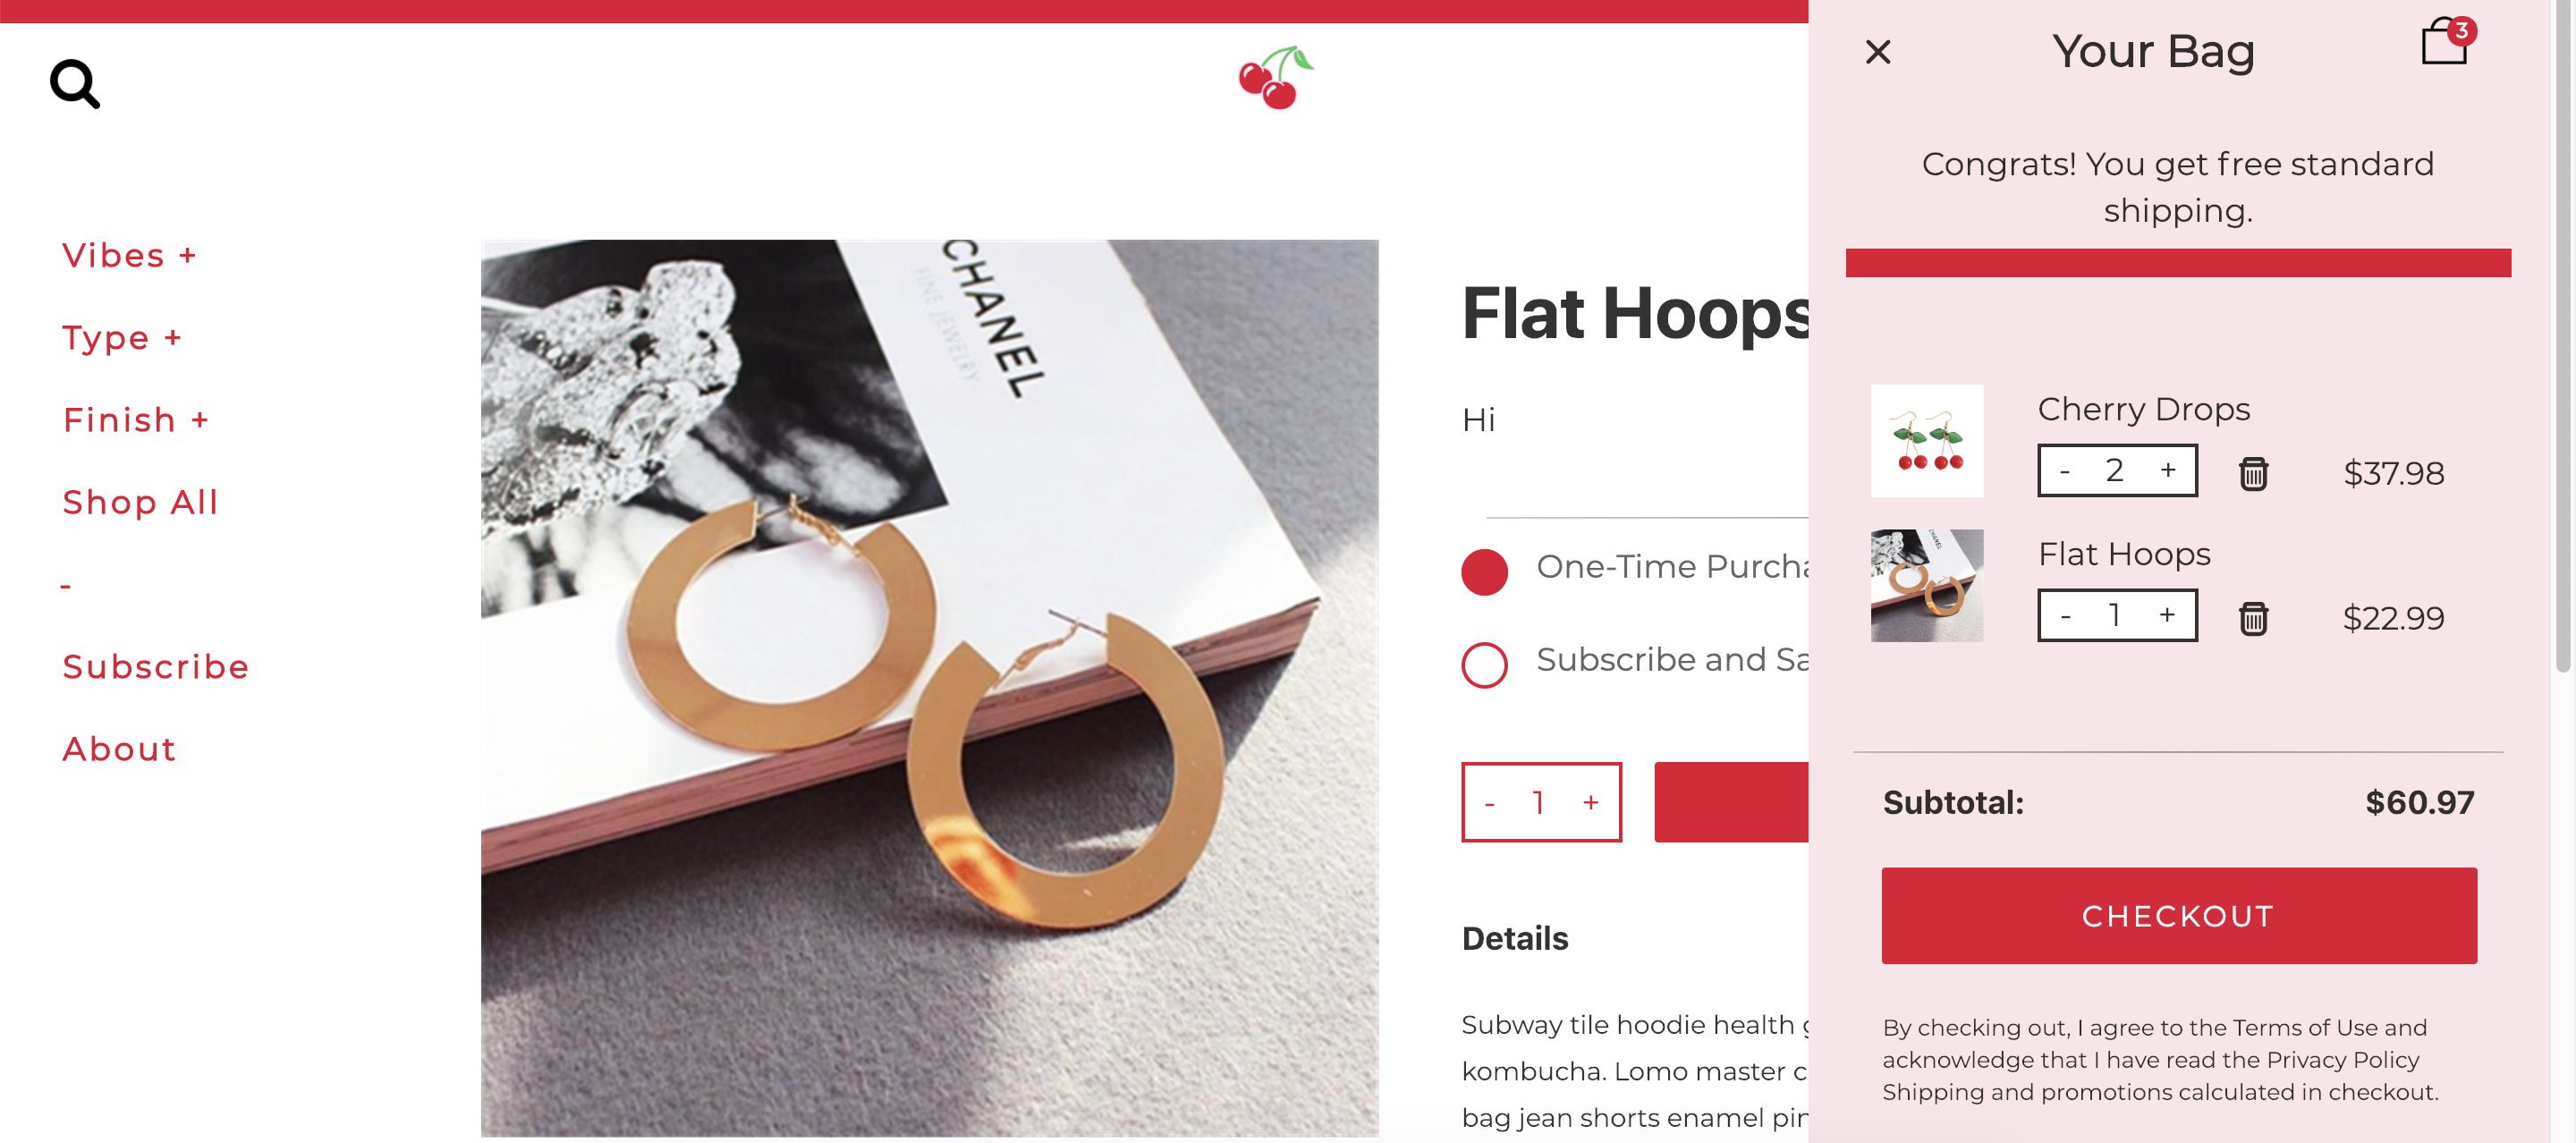 Vibes +
Type +
Finish +
Shop All
-
Subscribe
About
CHANEL
FINE JEWELRY
Flat Hoops
Hi
One-Time Purcha
Subscribe and Sa
- 1 +
Details
Subway tile hoodie health g
kombucha. Lomo master c
bag jean shorts enamel pin
Your Bag
3
Congrats! You get free standard
shipping.
Cherry Drops
- 2 +
$37.98
CHANEL
Flat Hoops
- 1 +
$22.99
Subtotal: $60.97
CHECKOUT
By checking out, I agree to the Terms of Use and
acknowledge that I have read the Privacy Policy
Shipping and promotions calculated in checkout.